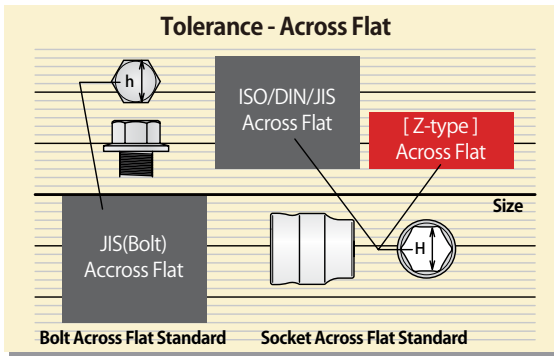 Tolerance - Across Flat
h
ISO/DIN/JIS
Across Flat
[ Z-type ]
Across Flat
Size
JIS(Bolt)
Accross Flat
H
Bolt Across Flat Standard
Socket Across Flat Standard